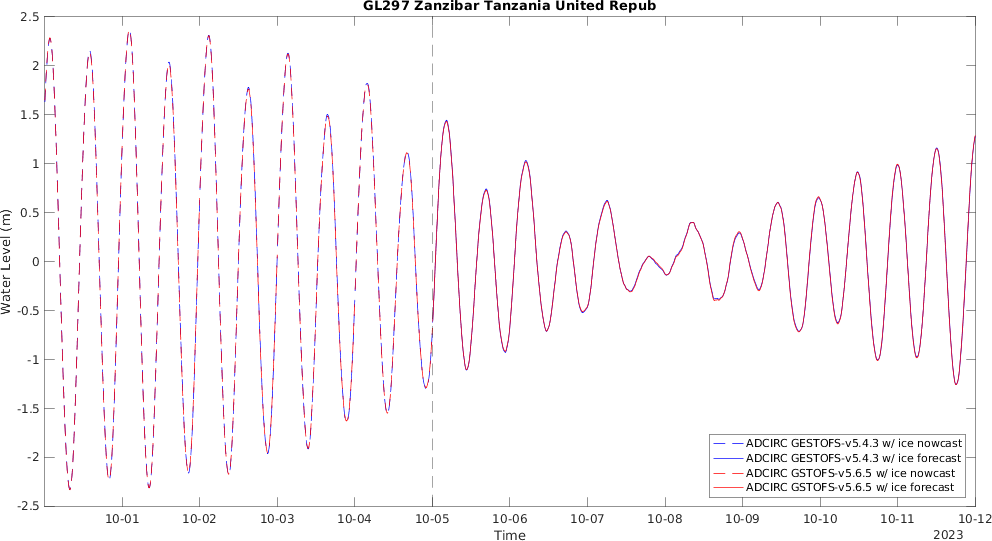 GL297 Zanzibar Tanzania United Repub
2.5
2
1.5
1
0.5
0
-0.5
-1
-1.5
-2
-2.5
Water Level (m)
ADCIRC GESTOFS-v5.4.3 w/ ice nowcast
ADCIRC GESTOFS-v5.4.3 w/ ice forecast
ADCIRC GSTOFS-v5.6.5 w/ ice nowcast
ADCIRC GSTOFS-v5.6.5 w/ ice forecast
10-01 10-02 10-03 10-04 10-05 10-06 10-07 10-08 10-09 10-10 10-11 10-12
Time
2023